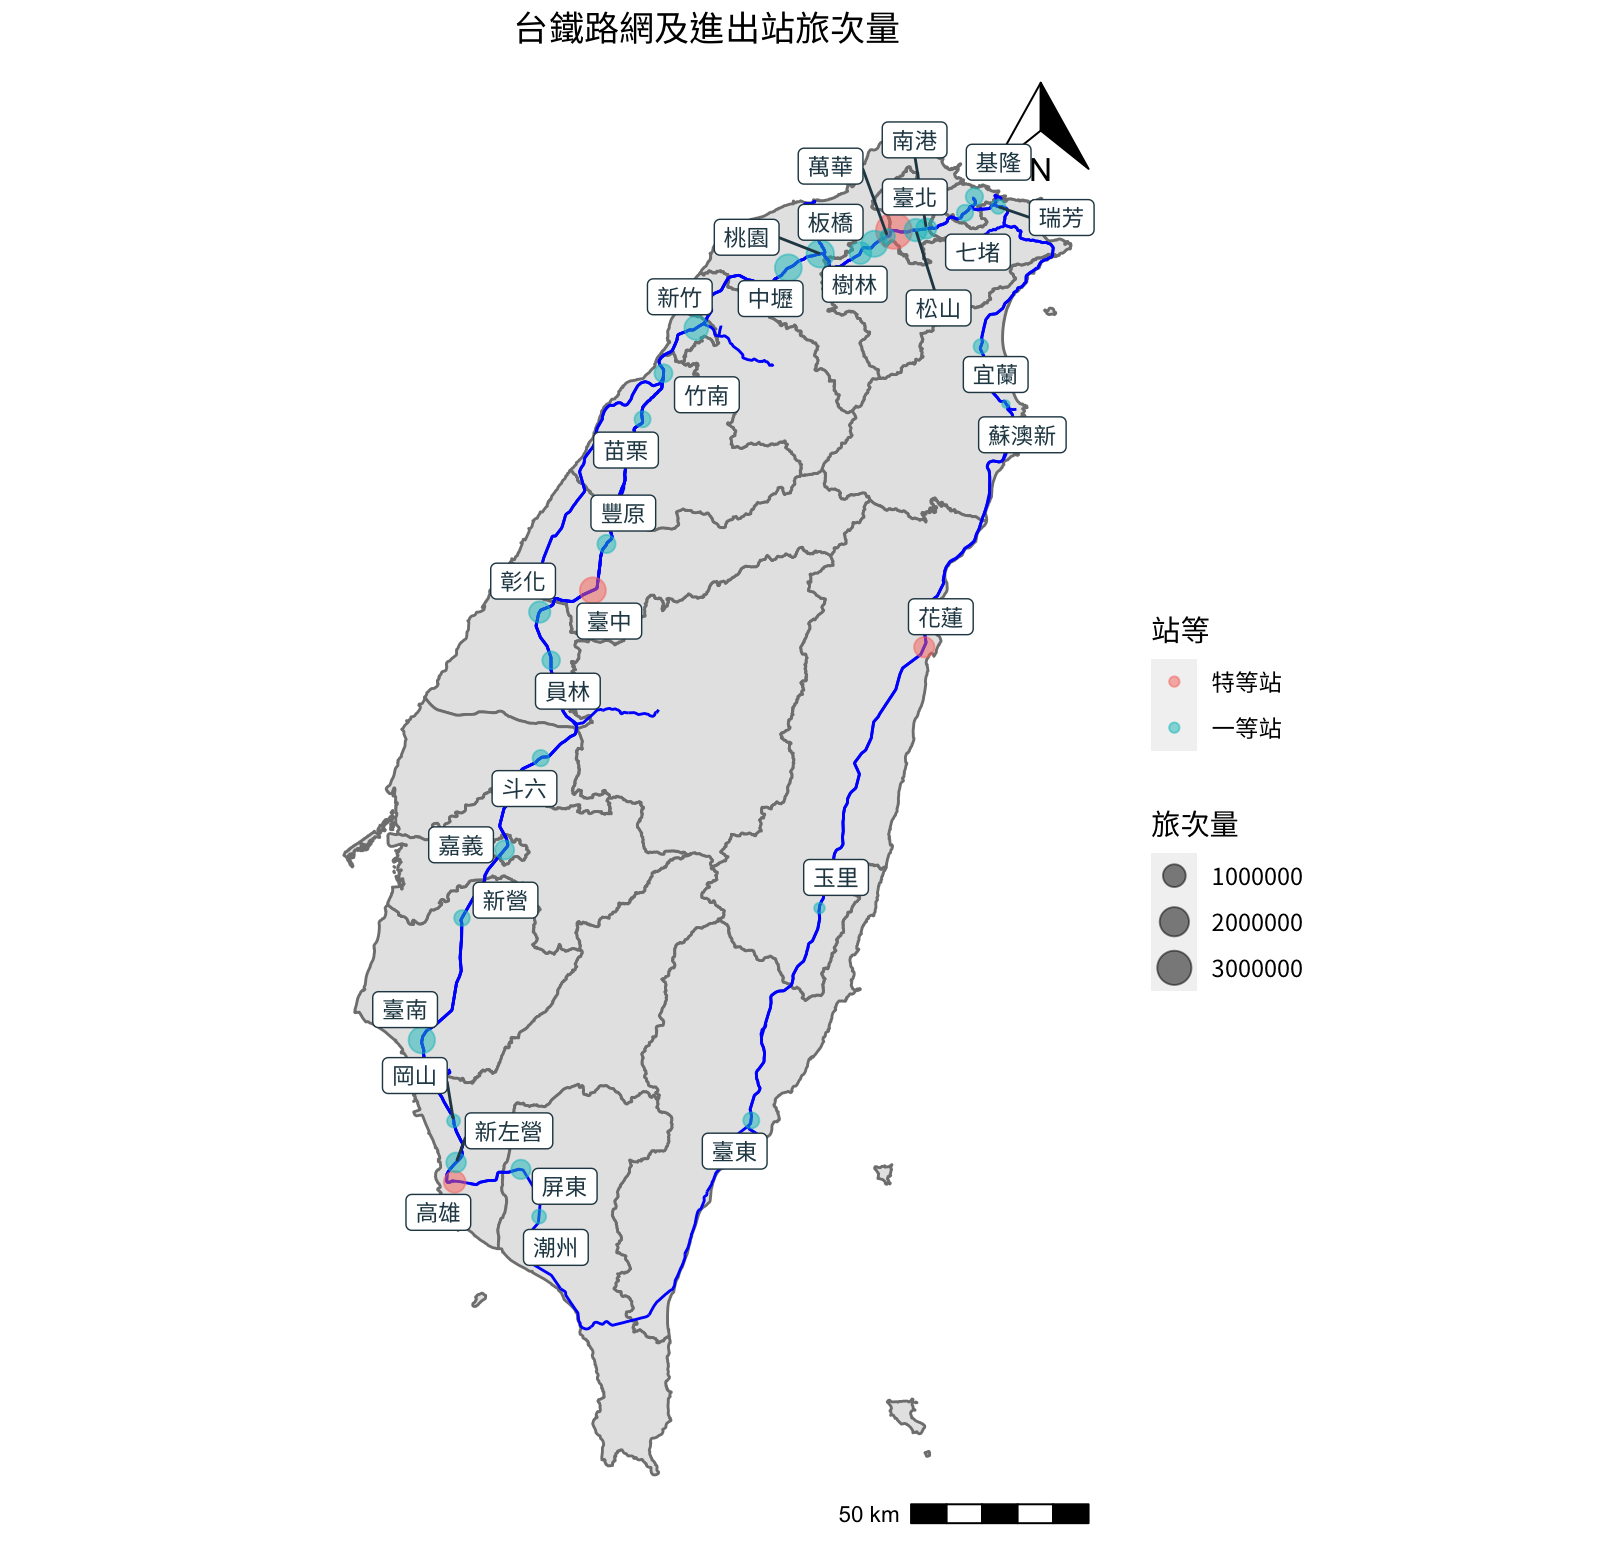 台鐵路網及進出站旅次量
南港
萬華
基隆
N
臺北
瑞芳
板橋
桃園
七堵
樹林
新竹
中壢
松山
宜蘭
竹南
蘇澳新
苗栗
豐原
彰化
花蓮
臺中
站等
特等站
員林
一等站
斗六
旅次量
嘉義
玉里
1000000
新營
2000000
3000000
臺南
岡山
新左營
臺東
屏東
高雄
潮州
50 km